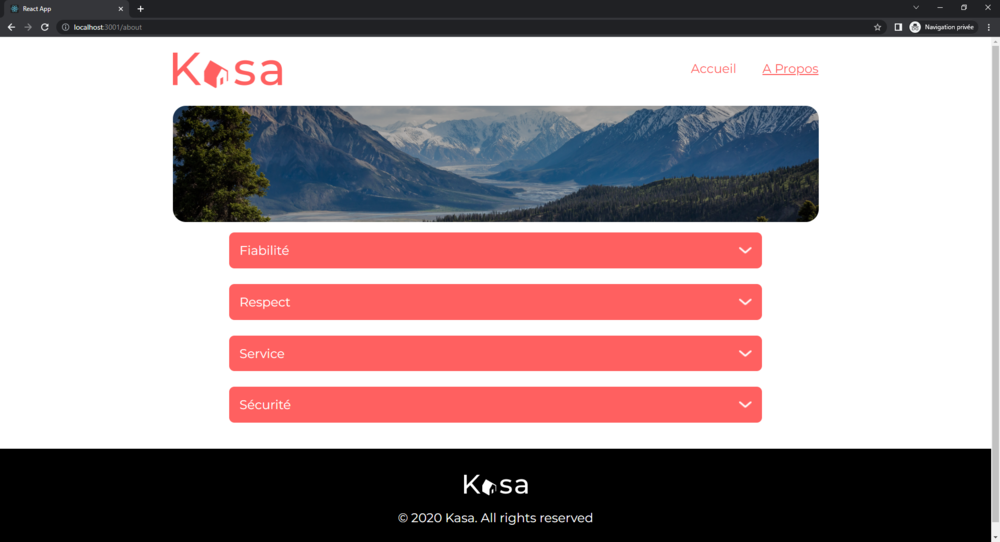 React App
localhost:3001/about
Navigation privée
Kasa
Accueil
A Propos
Fiabilité
Respect
Service
Sécurité
Kasa
© 2020 Kasa. All rights reserved